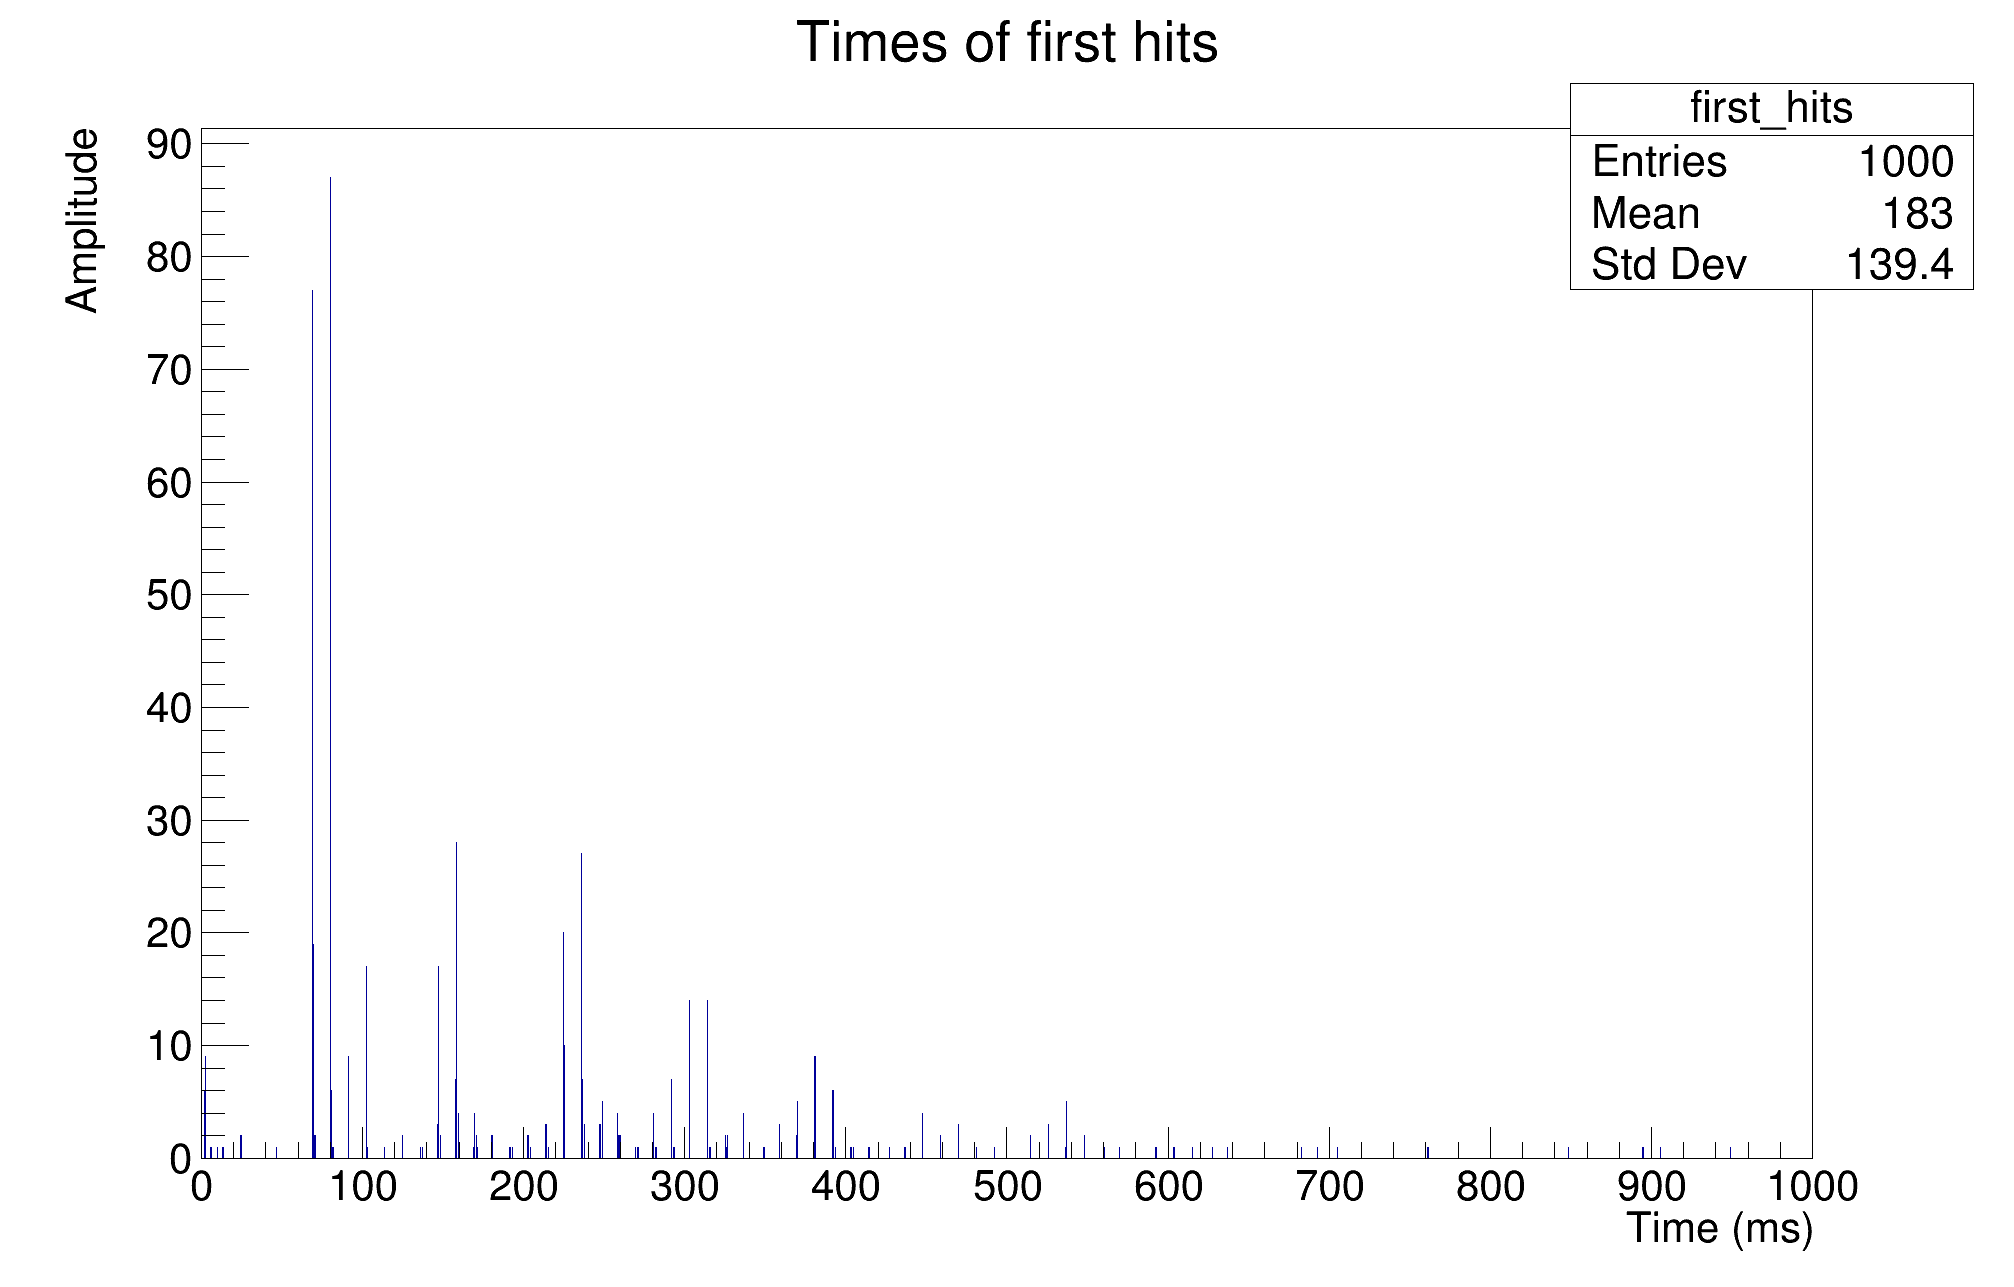 Times of first hits
first_hits
Entries 1000
Mean 183
Std Dev 139.4
Amplitude
90
80
70
60
50
40
30
20
10
0
0 100 200 300 400 500 600 700 800 900 1000
Time (ms)